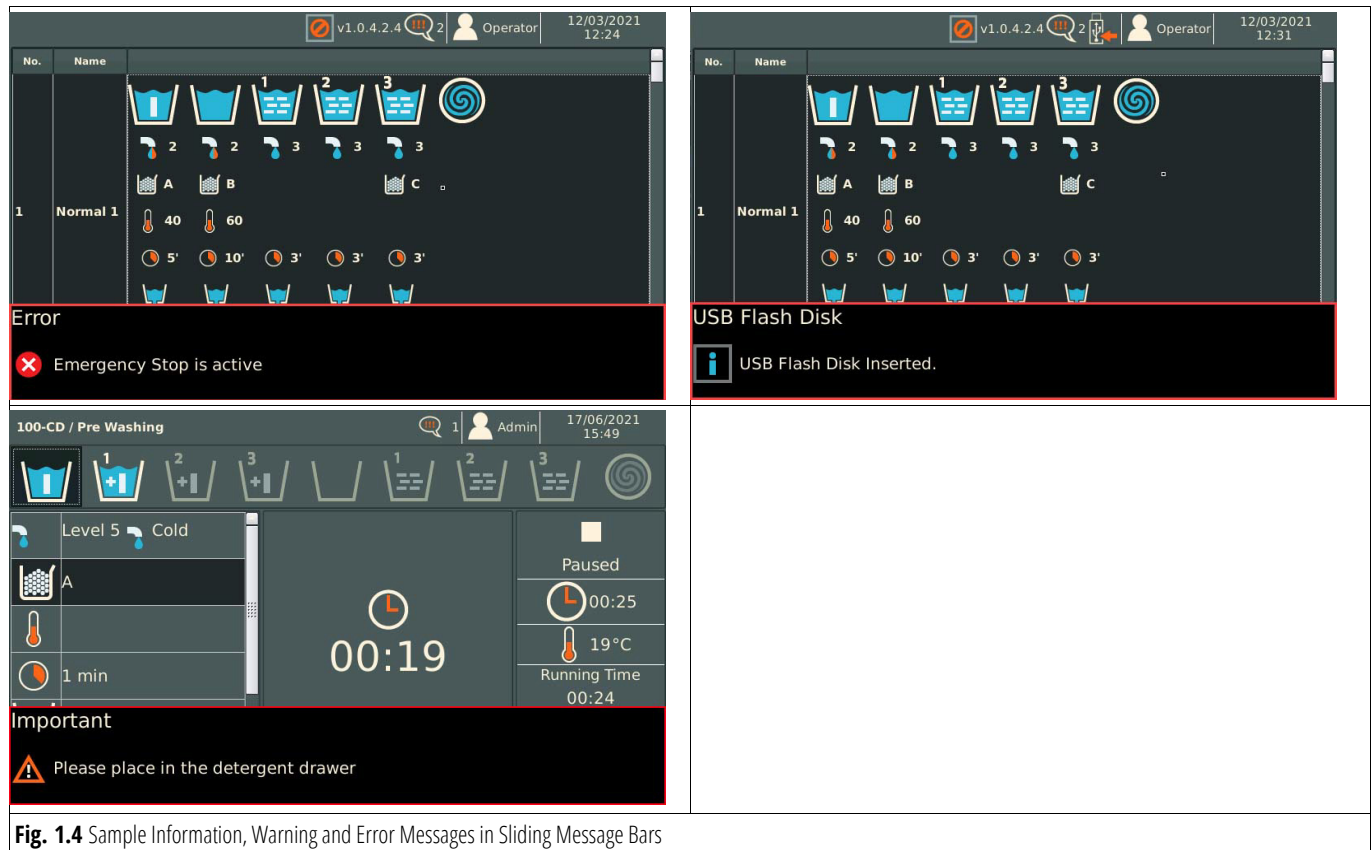 v1.0.4.2.4 !!! 2 Operator 12/03/2021
12:24
No. Name
1 2 3
2 2 3 3 3
A B C
1 Normal 1
40 60
5' 10' 3' 3' 3'
Error
Emergency Stop is active
v1.0.4.2.4 !!! 2 Operator 12/03/2021
12:31
No. Name
1 2 3
2 2 3 3 3
A B C
1 Normal 1
40 60
5' 10' 3' 3' 3'
USB Flash Disk
i USB Flash Disk Inserted.
100-CD / Pre Washing !!! 1 Admin 17/06/2021
15:49
1 2 3 1 2 3
Level 5 Cold
Paused
A
00:25
00:19
19°C
1 min
Running Time
00:24
Important
! Please place in the detergent drawer
Fig. 1.4 Sample Information, Warning and Error Messages in Sliding Message Bars